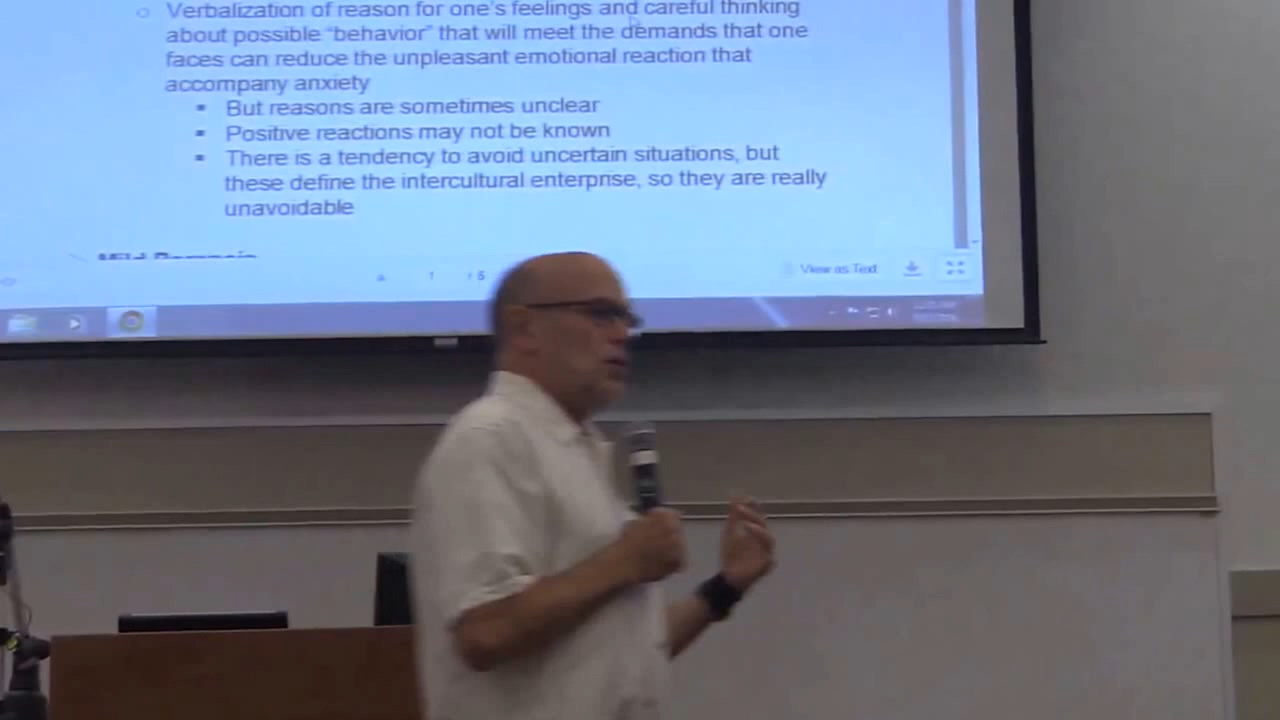 Verbalization of reason for one's feelings and careful thinking
about possible "behavior" that will meet the demands that one
faces can reduce the unpleasant emotional reaction that
accompany anxiety
But reasons are sometimes unclear
Positive reactions may not be known
There is a tendency to avoid uncertain situations, but
these define the intercultural enterprise, so they are really
unavoidable
1 / 5 View as Text